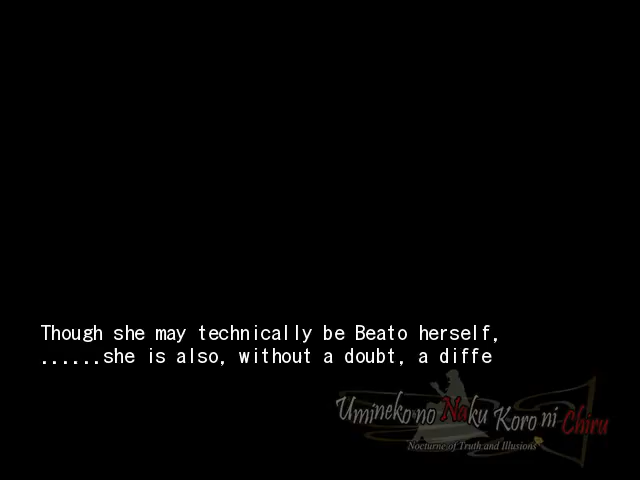 Though she may technically be Beato herself,
......she is also, without a doubt, a diffe
Umineko no Naku Koro ni Chiru
Nocturne of Truth and Illusions